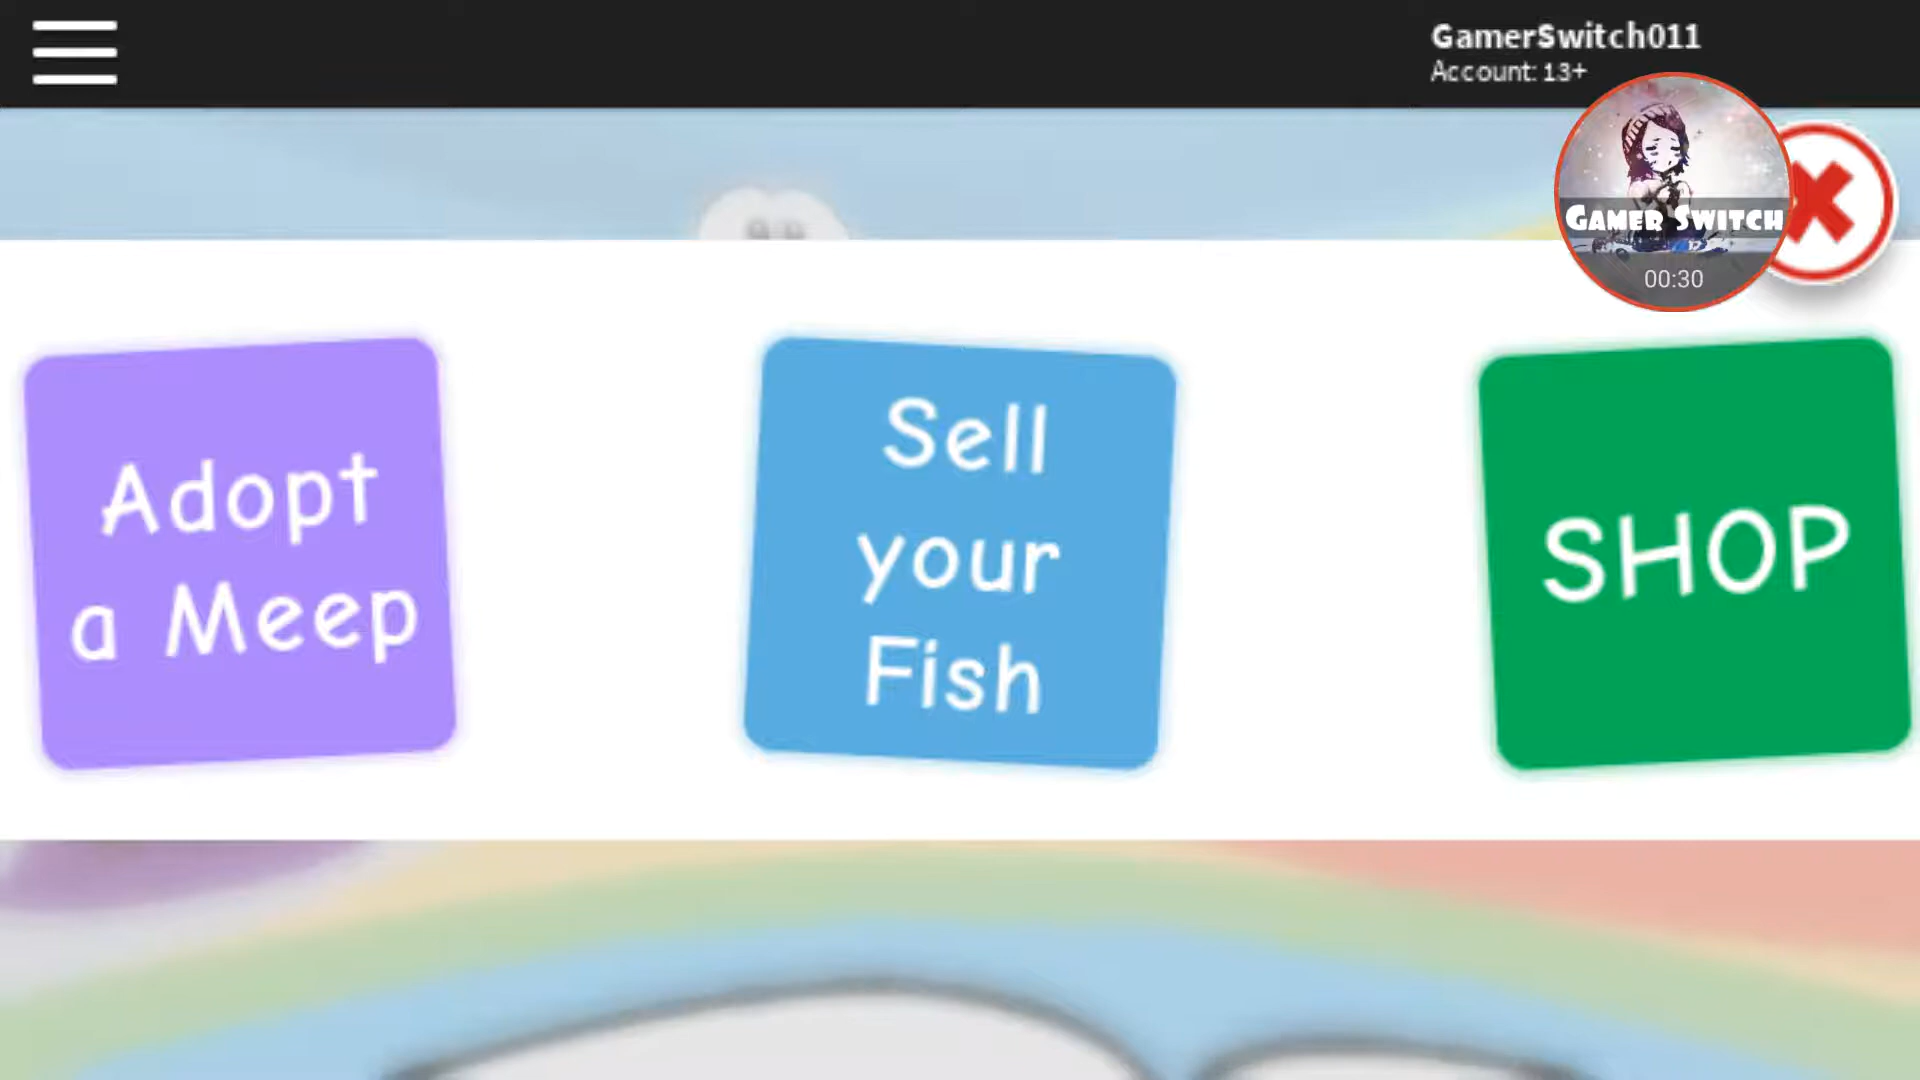 GamerSwitch011
Account: 13+
GAMER SWITCH
00:30
Adopt
a Meep
Sell
your
Fish
SHOP